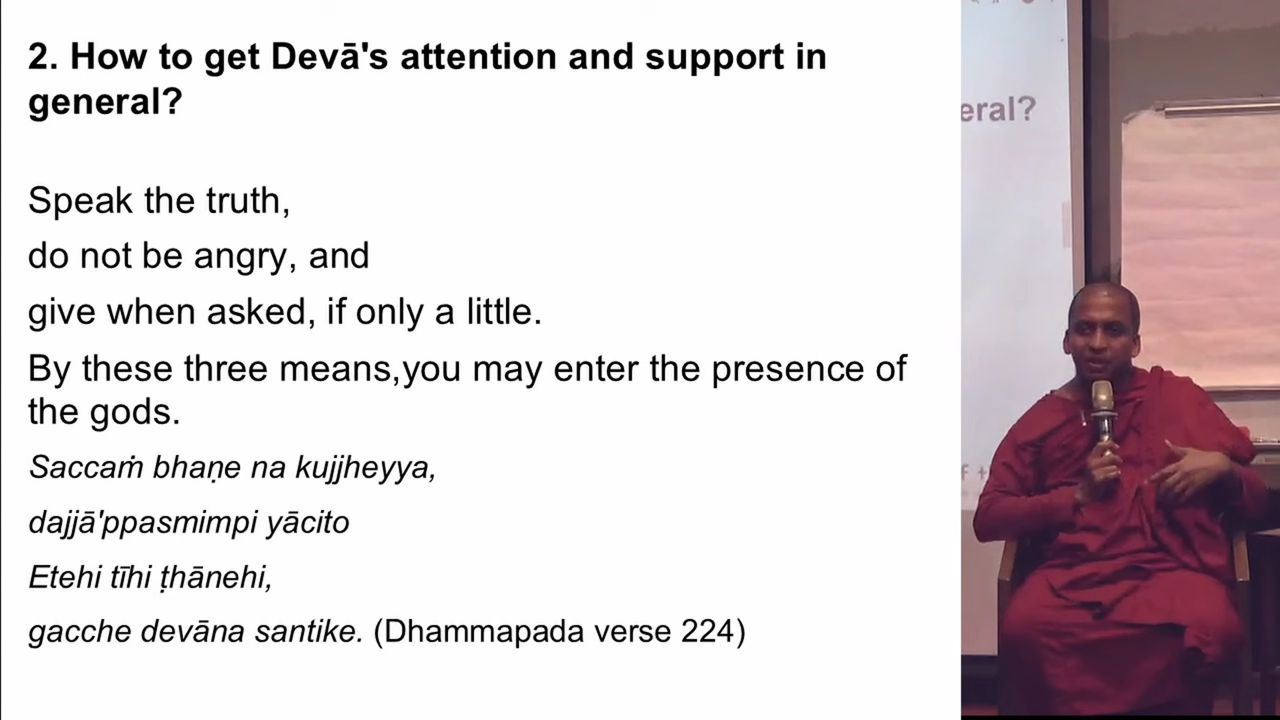 2. How to get Devā's attention and support in
general?
Speak the truth,
do not be angry, and
give when asked, if only a little.
By these three means,you may enter the presence of
the gods.
Saccaṁ bhaṇe na kujjheyya,
dajjā'ppasmimpi yācito
Etehi tīhi ṭhānehi,
gacche devāna santike. (Dhammapada verse 224)
eral?